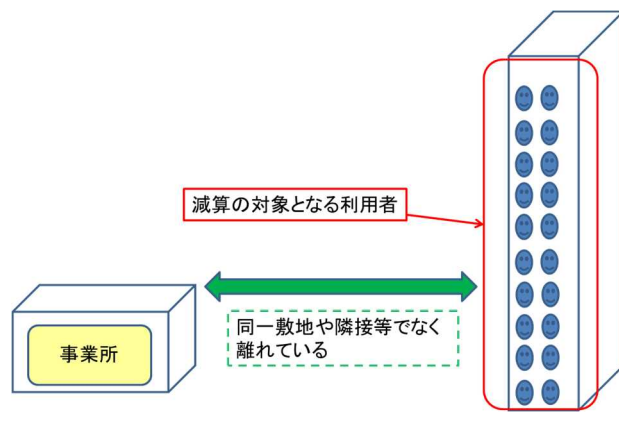 減算の対象となる利用者
同一敷地や隣接等でなく
離れている
事業所